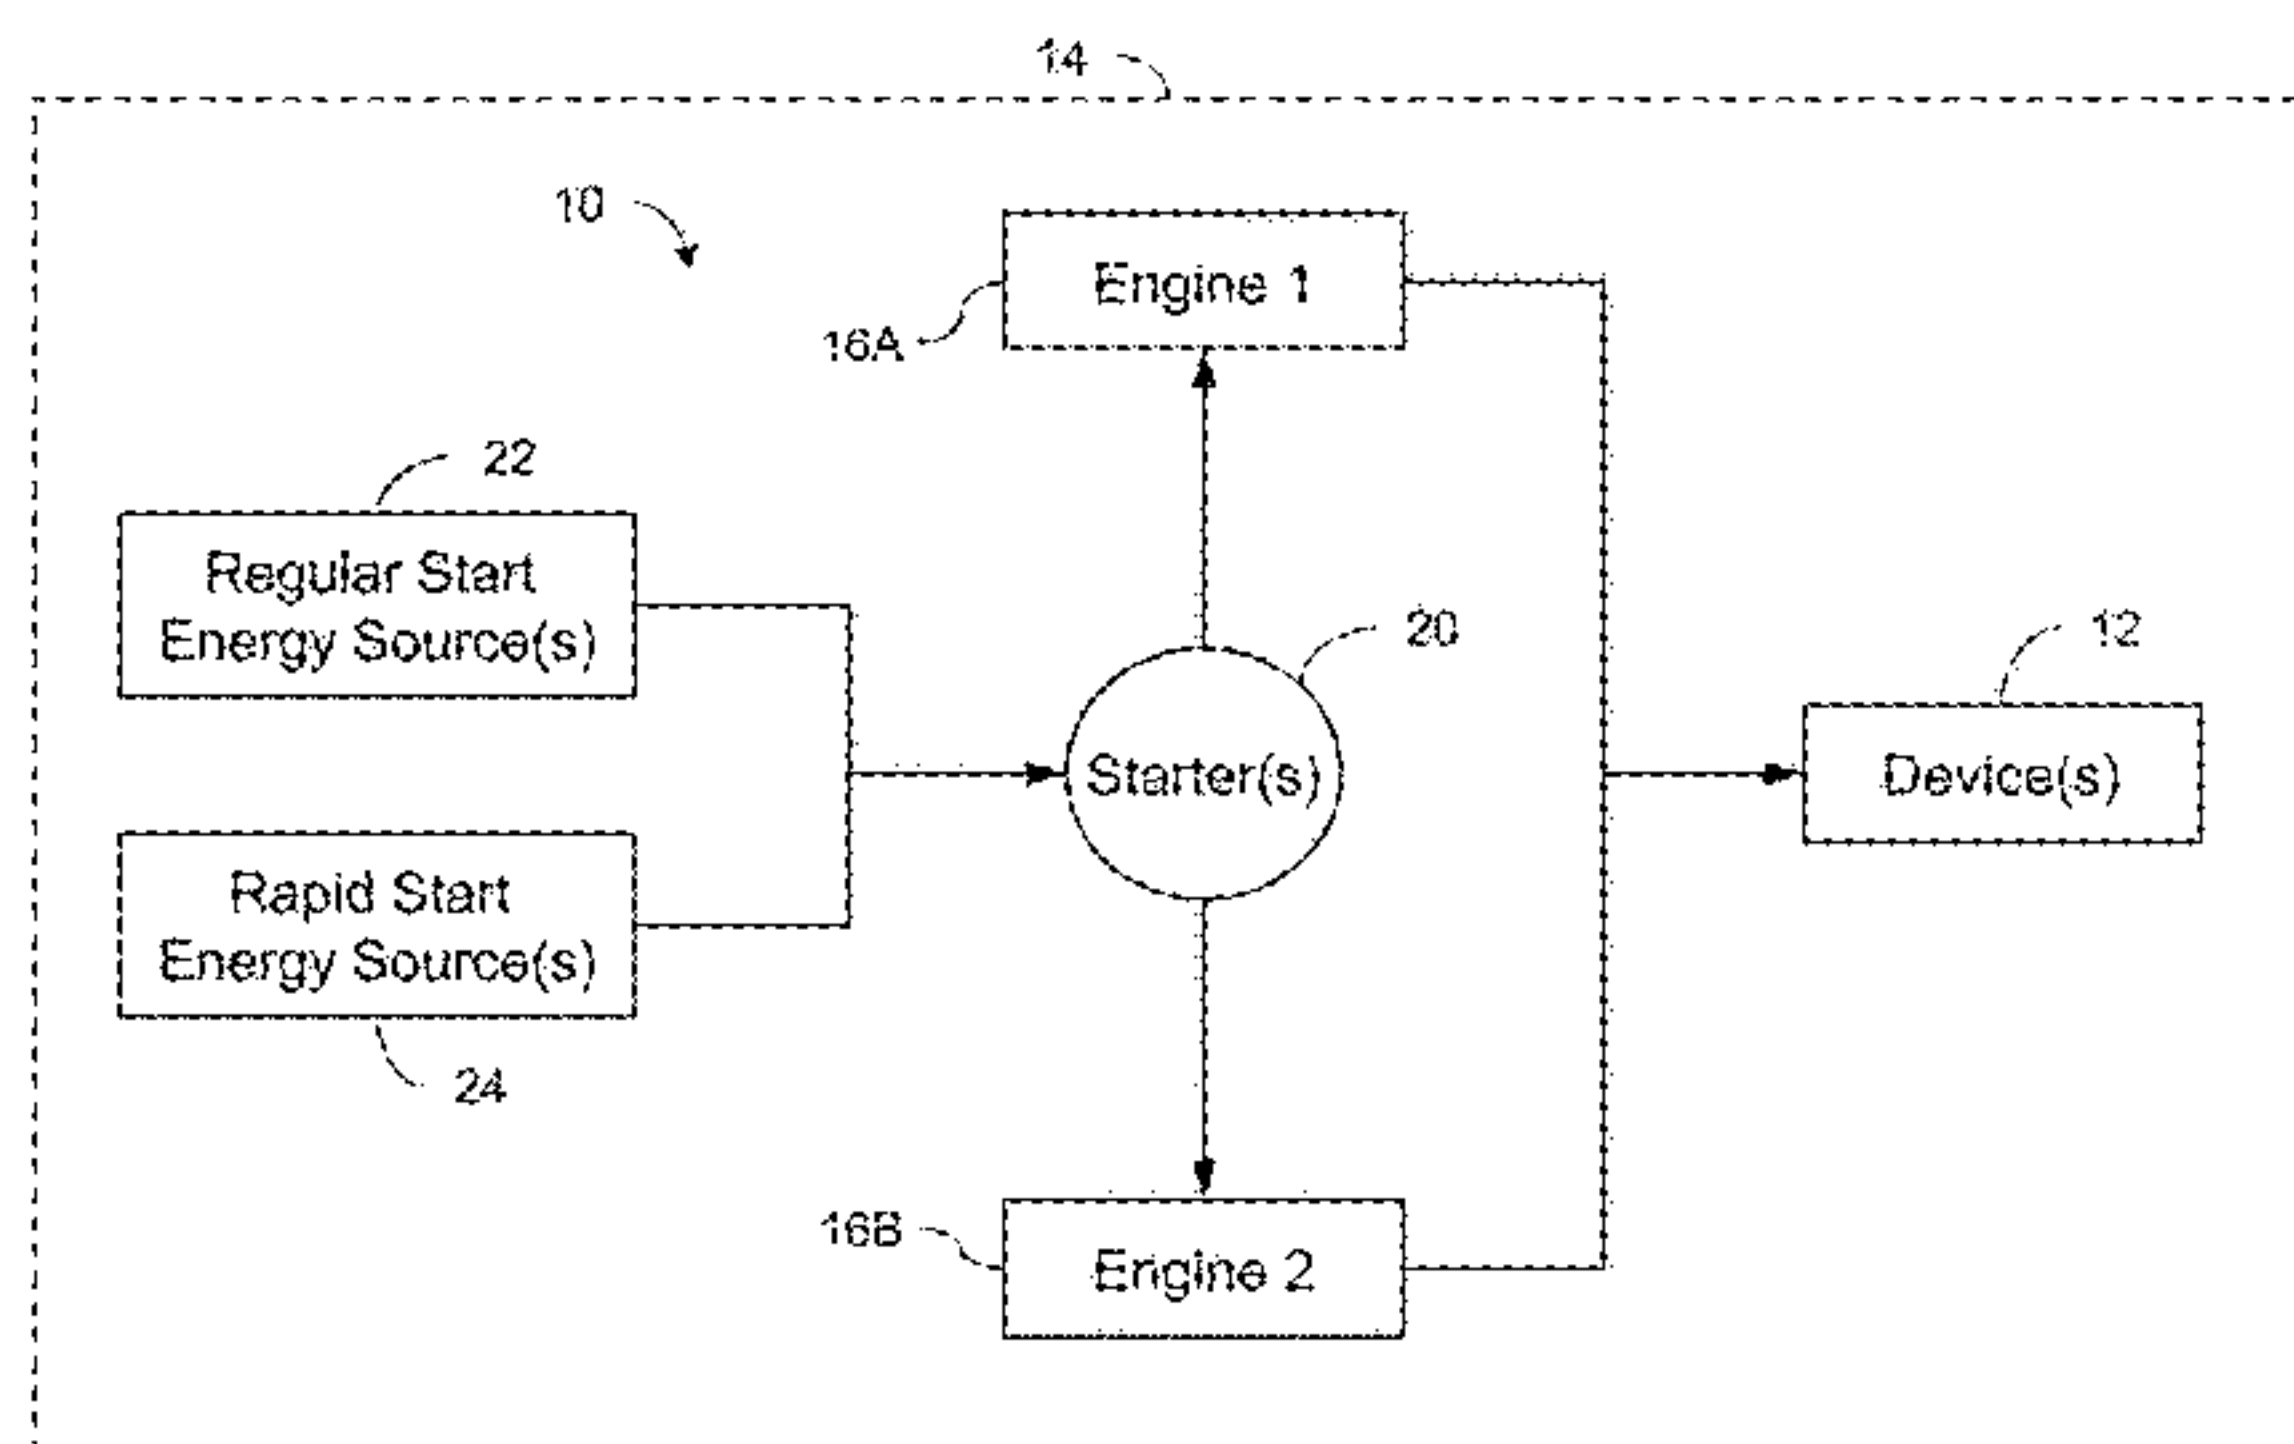 14
10
Engine 1
16A
22
Regular Start
Energy Source(s)
20
12
Starter(s)
Device(s)
Rapid Start
Energy Source(s)
24
16B
Engine 2